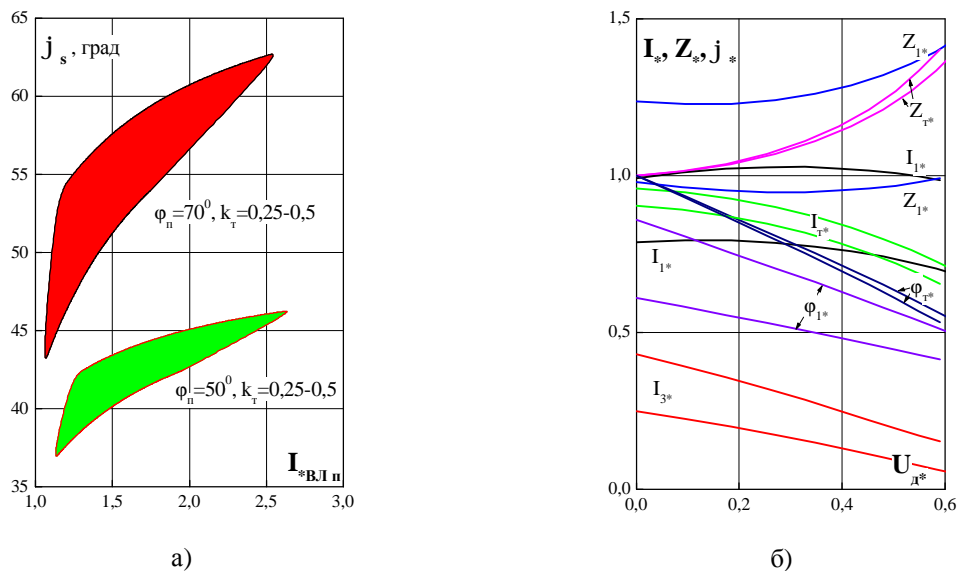 65
60
55
50
45
40
35
j s , град
φп=70⁰, kт=0,25-0,5
φп=50⁰, kт=0,25-0,5
I*ВЛ п
1,0 1,5 2,0 2,5 3,0
а)
1,5
1,0
0,5
0,0
I*, Z*, j *
Z1*
Zт*
I1*
Z1*
Iт*
I1*
φт*
φ1*
I3*
Uд*
0,0 0,2 0,4 0,6
б)